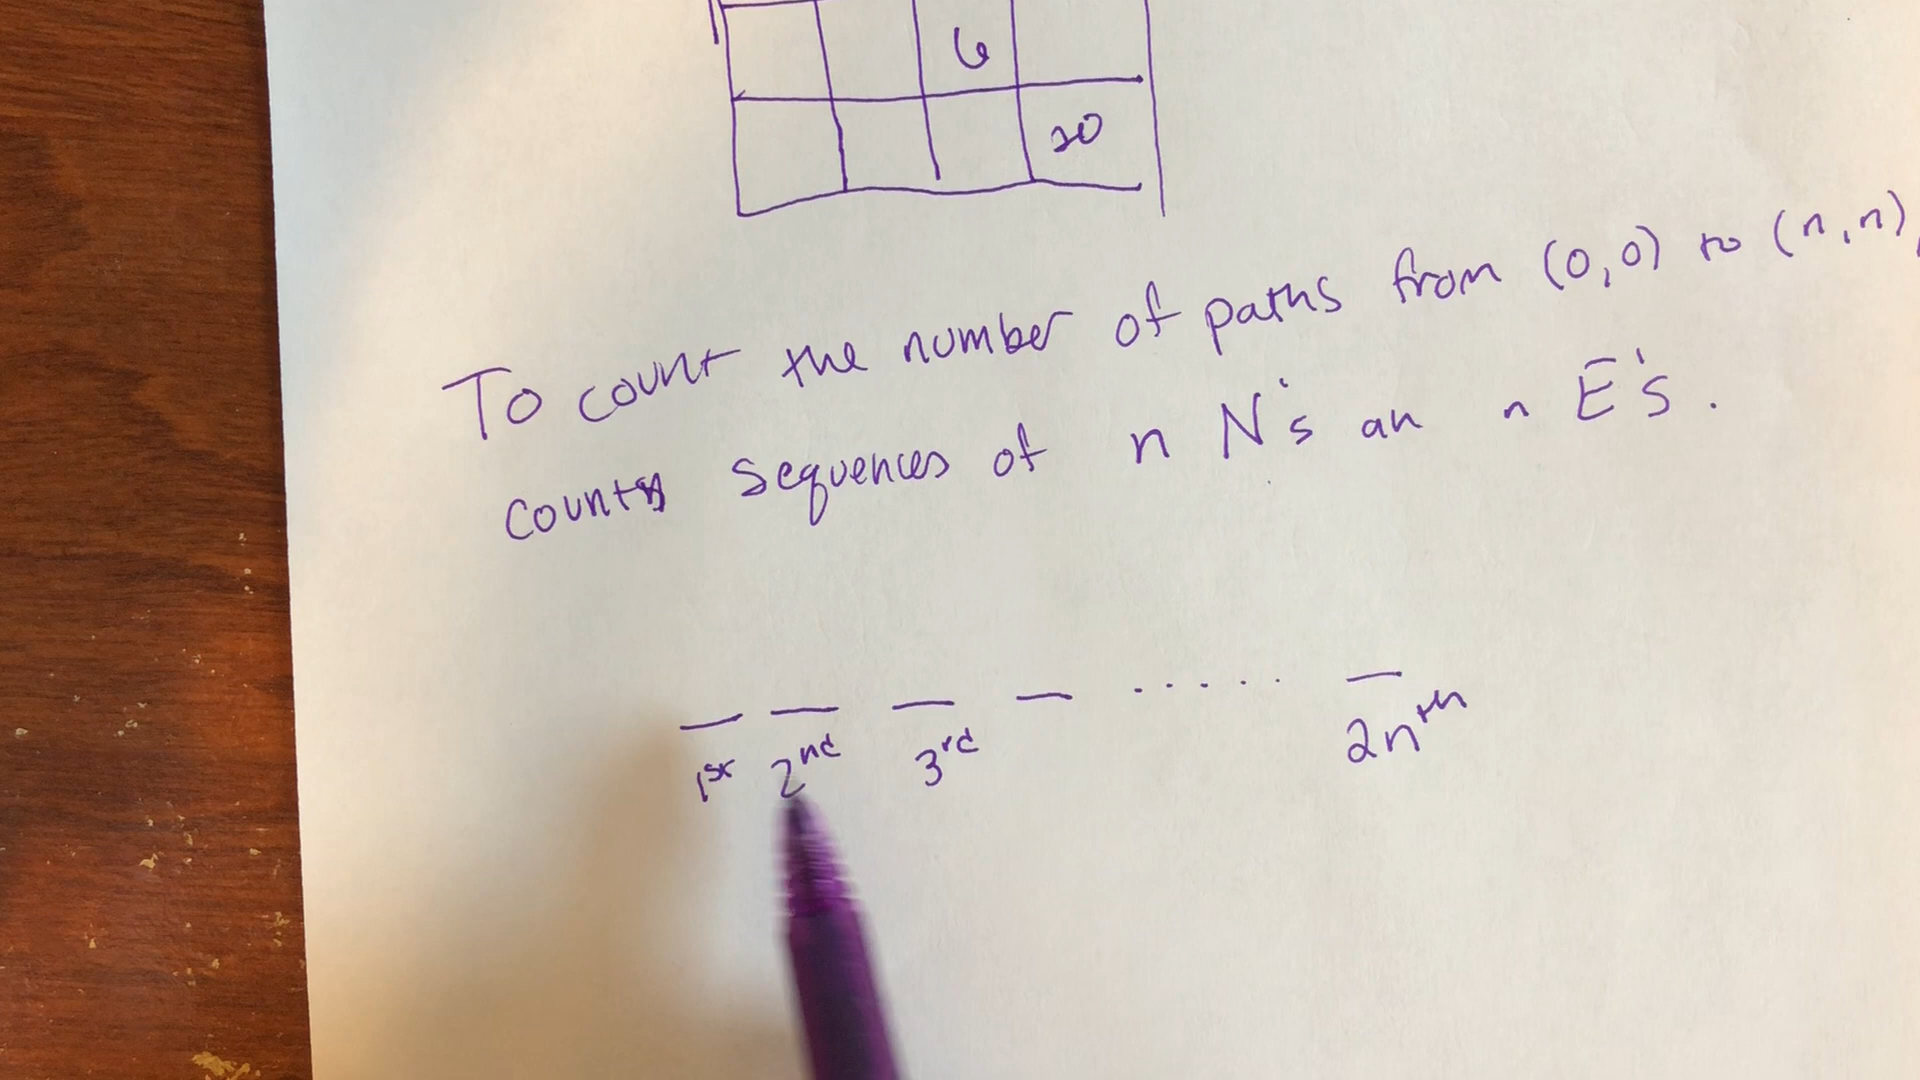 6
20
To count the number of paths from (0,0) to (n,n),
count sequences of n N's an n E's.
1st 2nd 3rd ..... 2nth